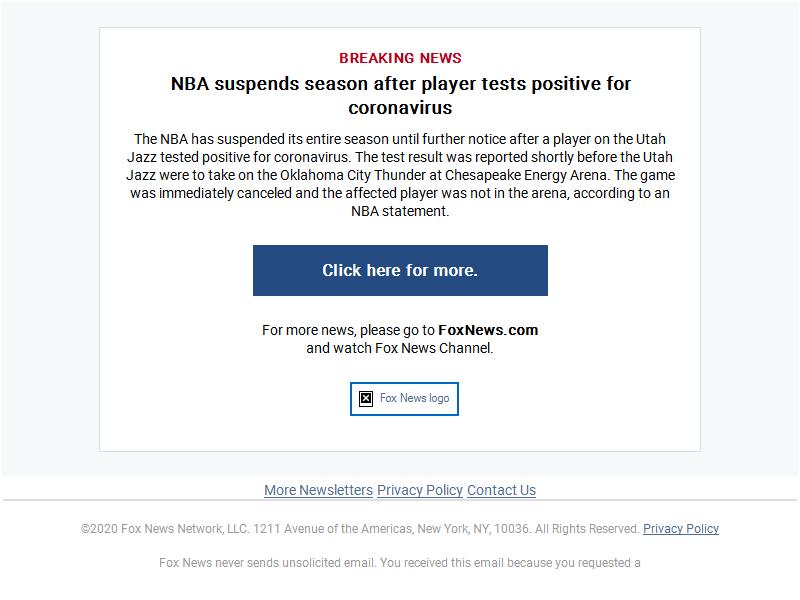 BREAKING NEWS
NBA suspends season after player tests positive for
coronavirus
The NBA has suspended its entire season until further notice after a player on the Utah
Jazz tested positive for coronavirus. The test result was reported shortly before the Utah
Jazz were to take on the Oklahoma City Thunder at Chesapeake Energy Arena. The game
was immediately canceled and the affected player was not in the arena, according to an
NBA statement.
Click here for more.
For more news, please go to FoxNews.com
and watch Fox News Channel.
Fox News logo
More Newsletters Privacy Policy Contact Us
©2020 Fox News Network, LLC. 1211 Avenue of the Americas, New York, NY, 10036. All Rights Reserved. Privacy Policy
Fox News never sends unsolicited email. You received this email because you requested a